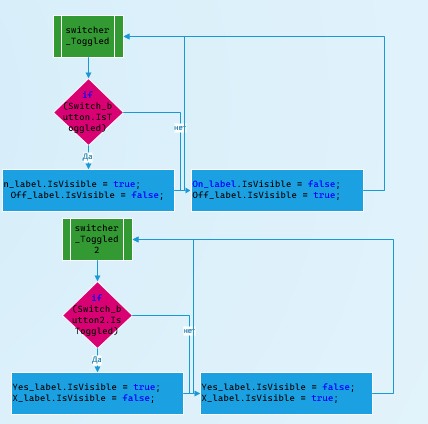 switcher
_Toggled
if
(Switch_b
utton.IsT
oggled)
нет
Да
n_label.IsVisible = true;
Off_label.IsVisible = false;
On_label.IsVisible = false;
Off_label.IsVisible = true;
switcher
_Toggled
2
if
(Switch_b
utton2.Is
Toggled)
нет
Да
Yes_label.IsVisible = true;
X_label.IsVisible = false;
Yes_label.IsVisible = false;
X_label.IsVisible = true;